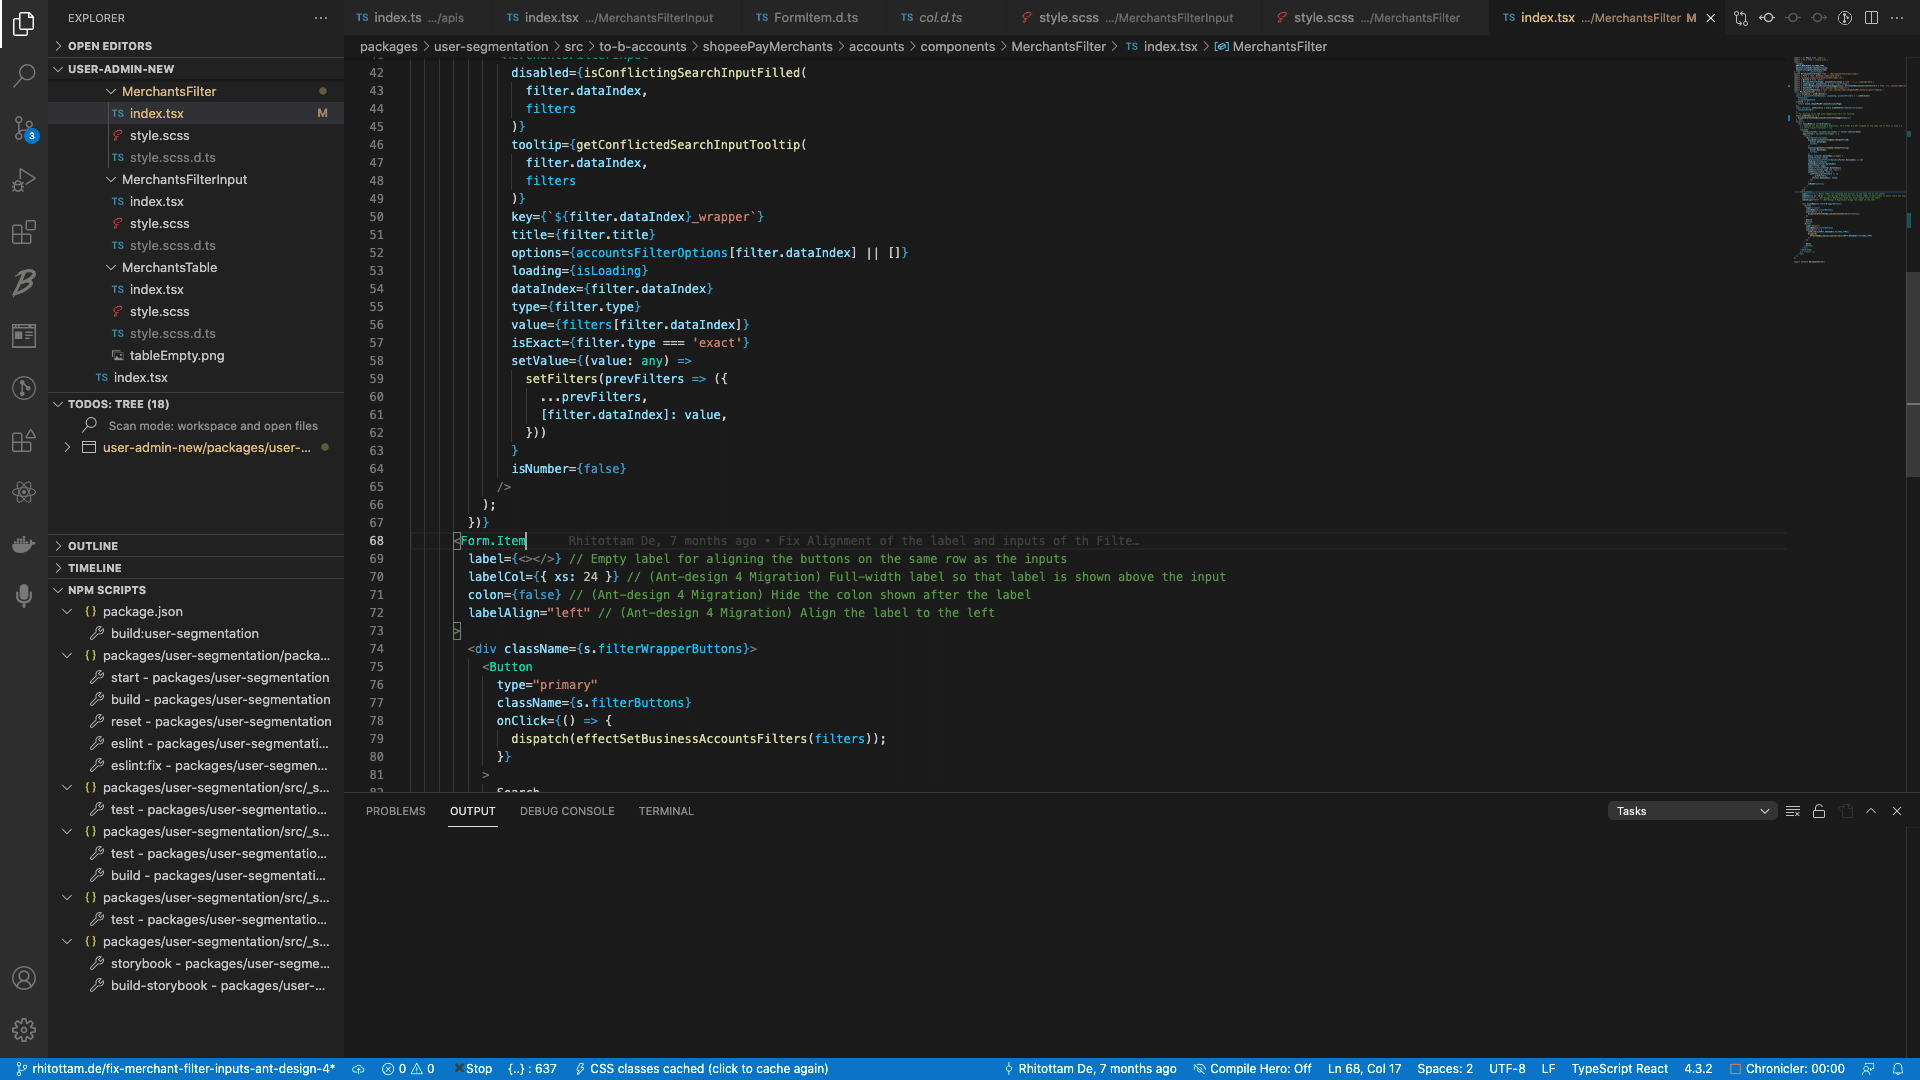 EXPLORER
OPEN EDITORS
USER-ADMIN-NEW
MerchantsFilter
TS index.tsx M
style.scss
TS style.scss.d.ts
MerchantsFilterInput
TS index.tsx
style.scss
TS style.scss.d.ts
MerchantsTable
TS index.tsx
style.scss
TS style.scss.d.ts
tableEmpty.png
TS index.tsx
TODOS: TREE (18)
Scan mode: workspace and open files
user-admin-new/packages/user-...
OUTLINE
TIMELINE
NPM SCRIPTS
{} package.json
build:user-segmentation
{} packages/user-segmentation/packa...
start - packages/user-segmentation
build - packages/user-segmentation
reset - packages/user-segmentation
eslint - packages/user-segmentati...
eslint:fix - packages/user-segmen...
{} packages/user-segmentation/src/_s...
test - packages/user-segmentatio...
{} packages/user-segmentation/src/_s...
test - packages/user-segmentatio...
build - packages/user-segmentati...
{} packages/user-segmentation/src/_s...
test - packages/user-segmentatio...
{} packages/user-segmentation/src/_s...
storybook - packages/user-segme...
build-storybook - packages/user-...
3
TS index.ts .../apis
TS index.tsx .../MerchantsFilterInput
TS FormItem.d.ts
TS col.d.ts
style.scss .../MerchantsFilterInput
style.scss .../MerchantsFilter
TS index.tsx .../MerchantsFilter M
packages > user-segmentation > src > to-b-accounts > shopeePayMerchants > accounts > components > MerchantsFilter > TS index.tsx > MerchantsFilter
42 disabled={isConflictingSearchInputFilled(
43 filter.dataIndex,
44 filters
45 )}
46 tooltip={getConflictedSearchInputTooltip(
47 filter.dataIndex,
48 filters
49 )}
50 key={`${filter.dataIndex}_wrapper`}
51 title={filter.title}
52 options={accountsFilterOptions[filter.dataIndex] || []}
53 loading={isLoading}
54 dataIndex={filter.dataIndex}
55 type={filter.type}
56 value={filters[filter.dataIndex]}
57 isExact={filter.type === 'exact'}
58 setValue={(value: any) =>
59 setFilters(prevFilters => ({
60 ...prevFilters,
61 [filter.dataIndex]: value,
62 }))
63 }
64 isNumber={false}
65 />
66 );
67 })}
68 <Form.Item Rhitottam De, 7 months ago • Fix Alignment of the label and inputs of th Filte…
69 label={<></>} // Empty label for aligning the buttons on the same row as the inputs
70 labelCol={{ xs: 24 }} // (Ant-design 4 Migration) Full-width label so that label is shown above the input
71 colon={false} // (Ant-design 4 Migration) Hide the colon shown after the label
72 labelAlign="left" // (Ant-design 4 Migration) Align the label to the left
73 >
74 <div className={s.filterWrapperButtons}>
75 <Button
76 type="primary"
77 className={s.filterButtons}
78 onClick={() => {
79 dispatch(effectSetBusinessAccountsFilters(filters));
80 }}
81 >
82 Search
PROBLEMS OUTPUT DEBUG CONSOLE TERMINAL
Tasks
rhitottam.de/fix-merchant-filter-inputs-ant-design-4* 0 0 Stop {..} : 637 CSS classes cached (click to cache again) Rhitottam De, 7 months ago Compile Hero: Off Ln 68, Col 17 Spaces: 2 UTF-8 LF TypeScript React 4.3.2 Chronicler: 00:00